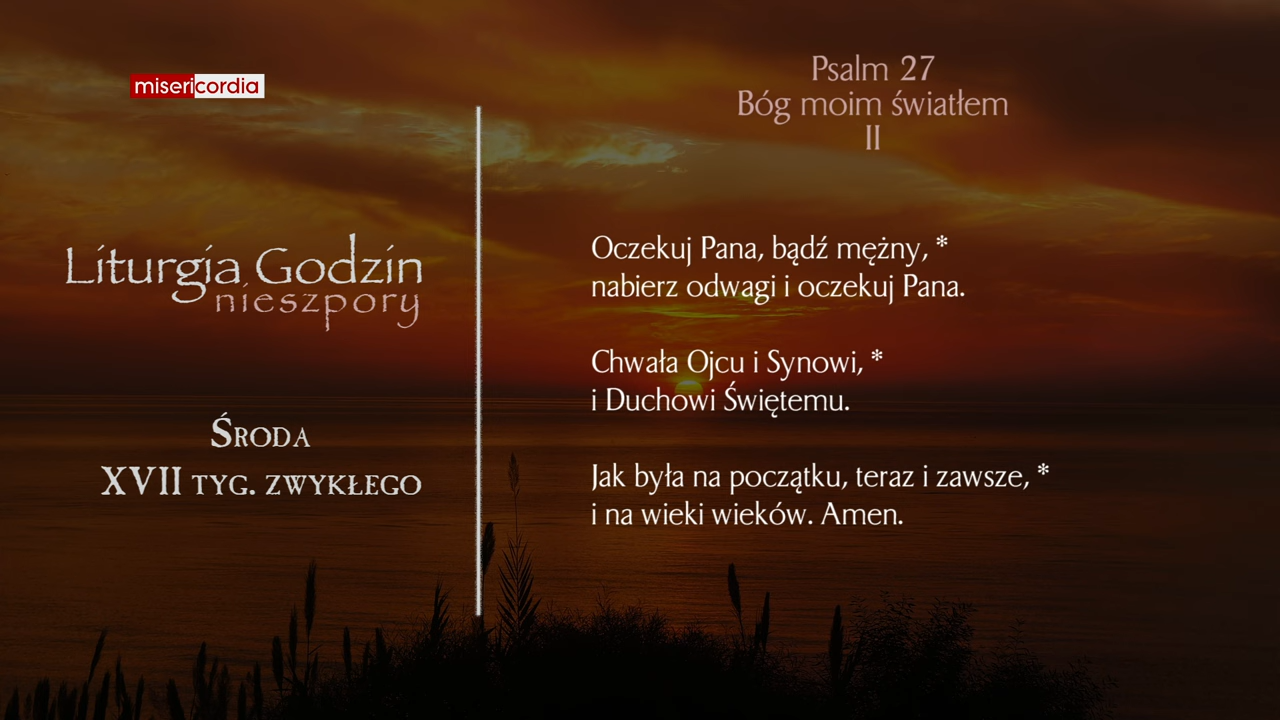 misericordia
Liturgia Godzin
nieszpory
Środa
XVII tyg. zwykłego
Psalm 27
Bóg moim światłem
II
Oczekuj Pana, bądź mężny, *
nabierz odwagi i oczekuj Pana.
Chwała Ojcu i Synowi, *
i Duchowi Świętemu.
Jak była na początku, teraz i zawsze, *
i na wieki wieków. Amen.